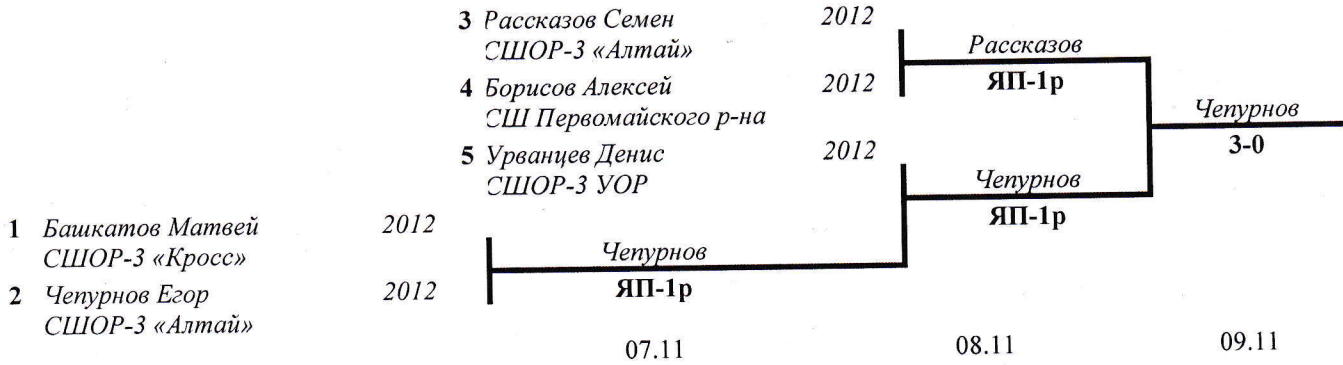 3 Рассказов Семен 2012
СШОР-3 «Алтай»
Рассказов
ЯП-1р
4 Борисов Алексей 2012
СШ Первомайского р-на
Чепурнов
3-0
5 Урванцев Денис 2012
СШОР-3 УОР
Чепурнов
ЯП-1р
1 Башкатов Матвей 2012
СШОР-3 «Кросс»
Чепурнов
ЯП-1р
2 Чепурнов Егор 2012
СШОР-3 «Алтай»
07.11 08.11 09.11